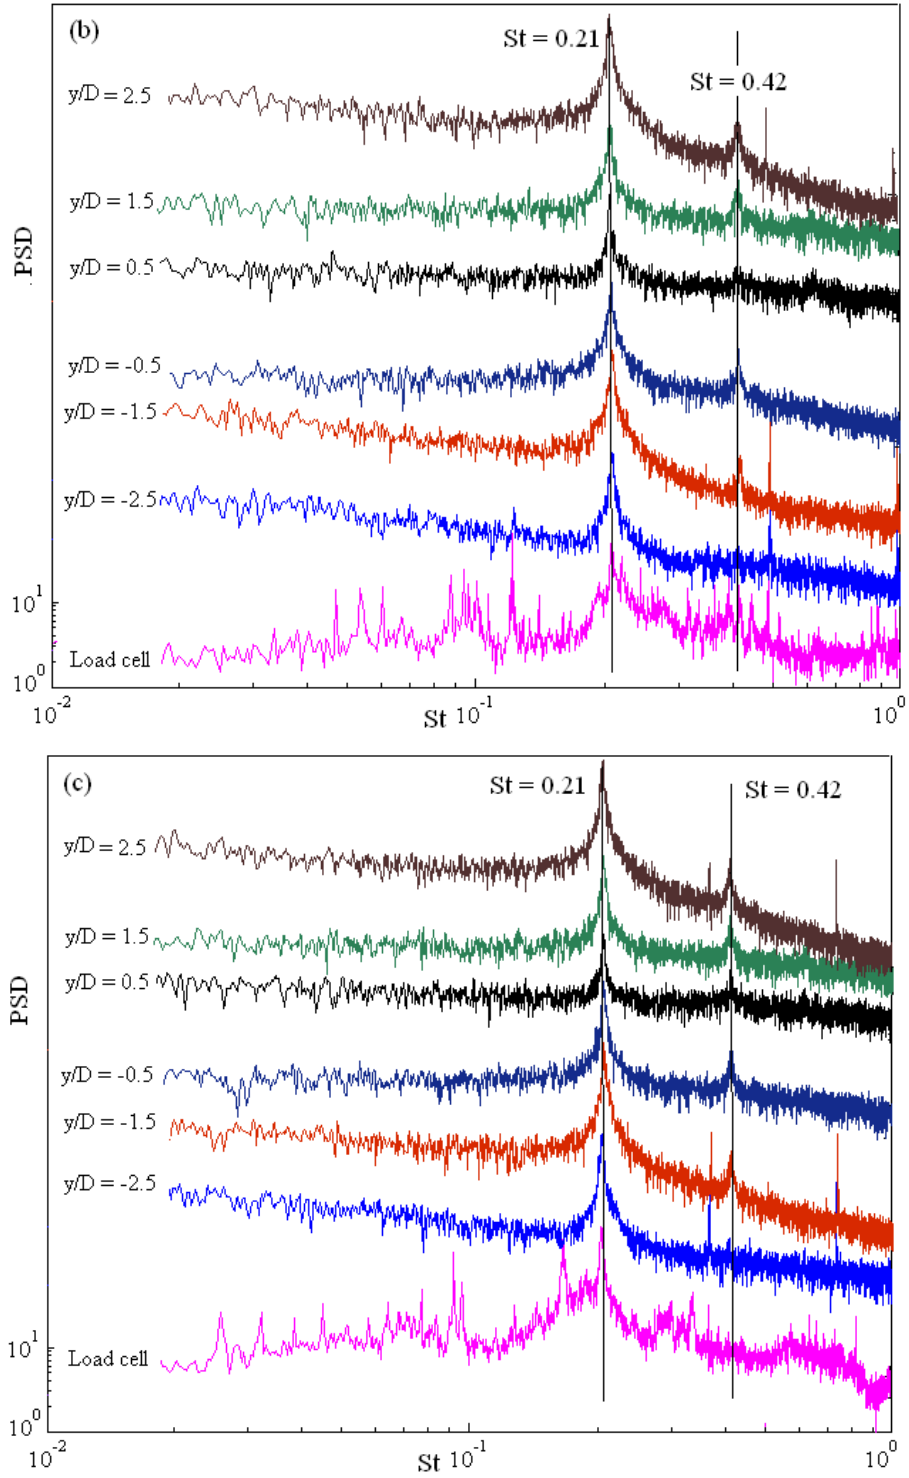 (b)
St = 0.21
St = 0.42
y/D = 2.5
y/D = 1.5
PSD
y/D = 0.5
y/D = -0.5
y/D = -1.5
y/D = -2.5
10^1
Load cell
10^0
10^-2
St
10^-1
10^0
(c)
St = 0.21
St = 0.42
y/D = 2.5
y/D = 1.5
y/D = 0.5
PSD
y/D = -0.5
y/D = -1.5
y/D = -2.5
10^1
Load cell
10^0
10^-2
St
10^-1
10^0